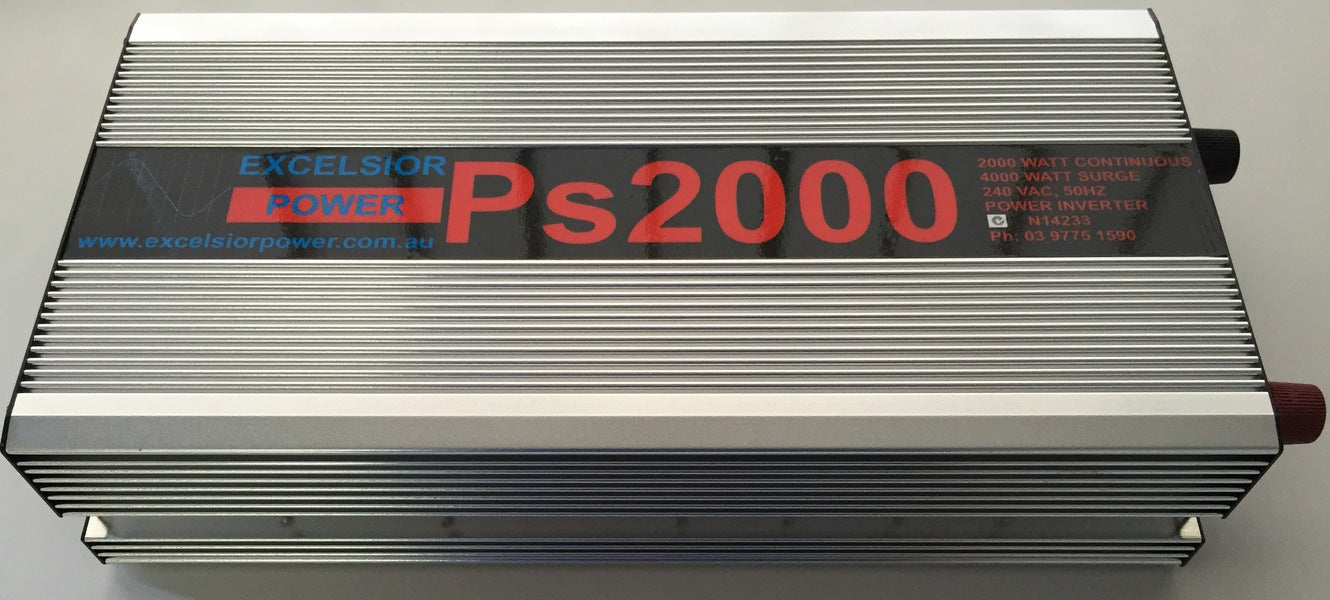 EXCELSIOR
POWER
www.excelsiorpower.com.au
Ps2000
2000 WATT CONTINUOUS
4000 WATT SURGE
240 VAC, 50HZ
POWER INVERTER
N14233
Ph: 03 9775 1590